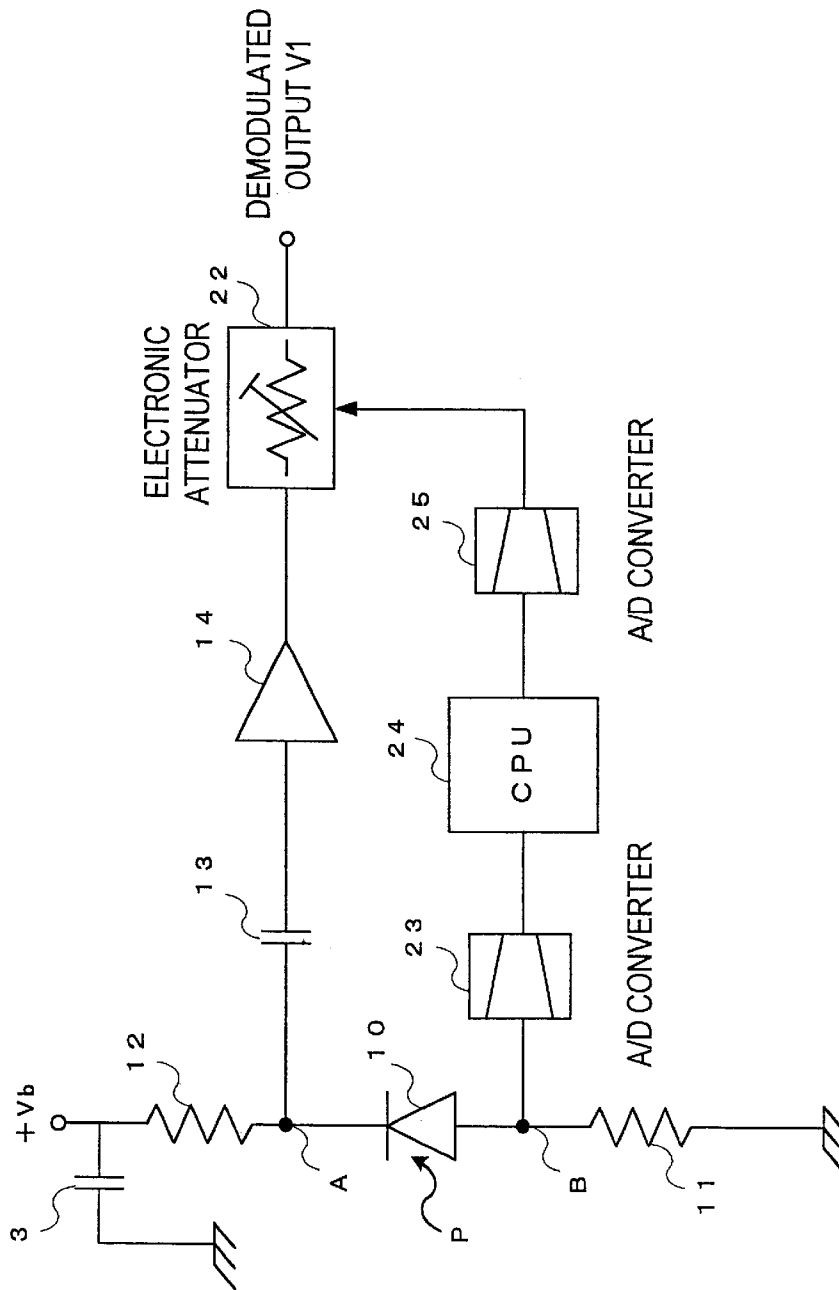 +Vb
3
12
A
P
10
B
11
13
14
ELECTRONIC
ATTENUATOR
22
DEMODULATED
OUTPUT V1
23
A/D CONVERTER
24
CPU
25
A/D CONVERTER